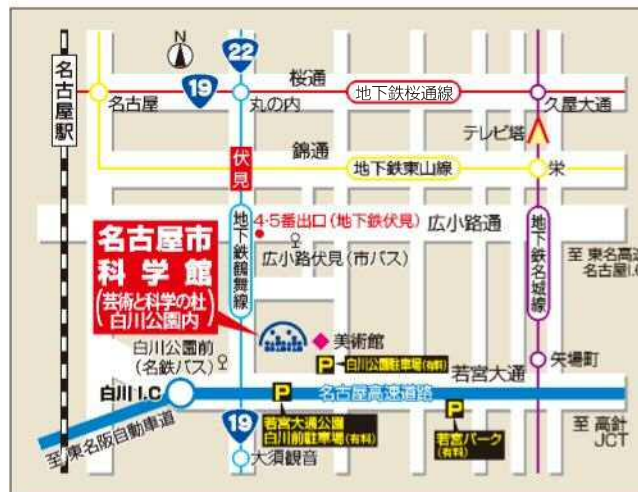 N
22
19
桜通
名古屋駅
名古屋
丸の内
地下鉄桜通線
久屋大通
テレビ塔
錦通
伏見
地下鉄東山線
栄
4・5番出口(地下鉄伏見)
広小路通
名古屋市
科学館
(芸術と科学の杜
白川公園内)
地下鉄鶴舞線
広小路伏見(市バス)
地下鉄名城線
至 東名高速
名古屋I.C
白川公園前
(名鉄バス)
美術館
白川公園駐車場(有料)
P
若宮大通
矢場町
白川 I.C
名古屋高速道路
P
若宮大通公園
白川前駐車場(有料)
P
若宮パーク
(有料)
至 高針
JCT
至 東名阪自動車道
19
大須観音